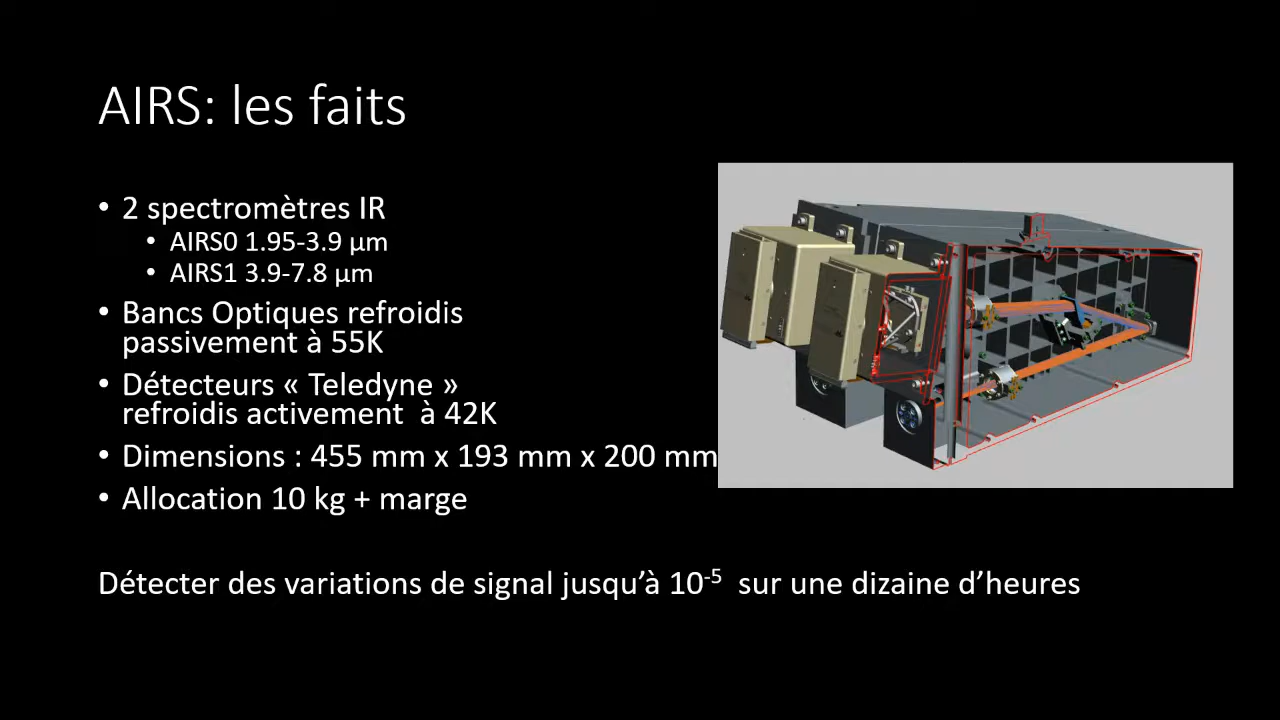 AIRS: les faits
• 2 spectromètres IR
• AIRS0 1.95-3.9 µm
• AIRS1 3.9-7.8 µm
• Bancs Optiques refroidis
passivement à 55K
• Détecteurs « Teledyne »
refroidis activement à 42K
• Dimensions : 455 mm x 193 mm x 200 mm
• Allocation 10 kg + marge
Détecter des variations de signal jusqu’à 10⁻⁵ sur une dizaine d’heures